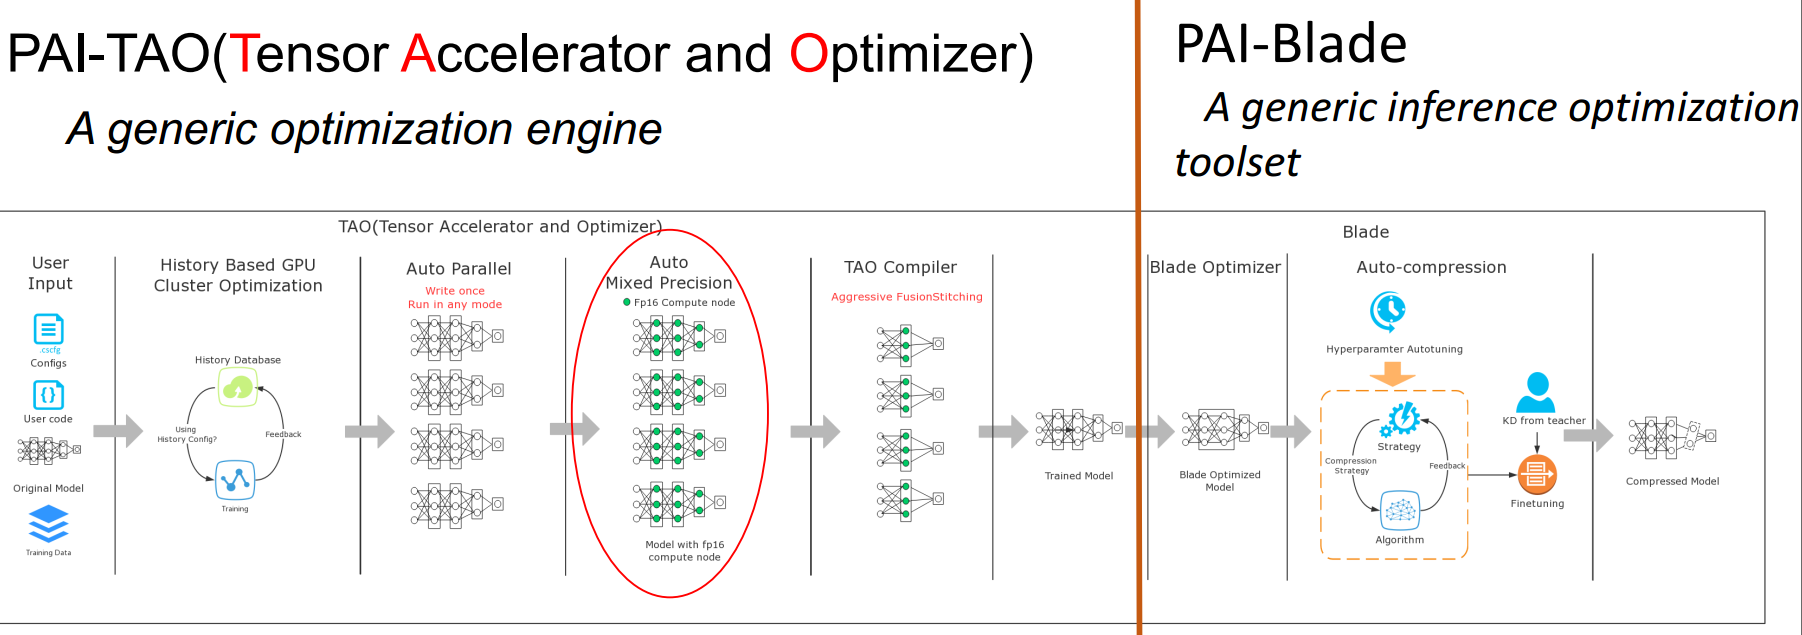 PAI-TAO(Tensor Accelerator and Optimizer)
A generic optimization engine
PAI-Blade
A generic inference optimization
toolset
TAO(Tensor Accelerator and Optimizer)
User
Input
.cscfg
Configs
{}
User code
Original Model
Training Data
History Based GPU
Cluster Optimization
History Database
Using
History Config?
Feedback
Training
Auto Parallel
Write once
Run in any mode
Auto
Mixed Precision
Fp16 Compute node
Model with fp16
compute node
TAO Compiler
Aggressive FusionStitching
Trained Model
Blade
Blade Optimizer
Blade Optimized
Model
Auto-compression
Hyperparamter Autotuning
Strategy
Compression
Strategy
Feedback
Algorithm
KD from teacher
Finetuning
Compressed Model